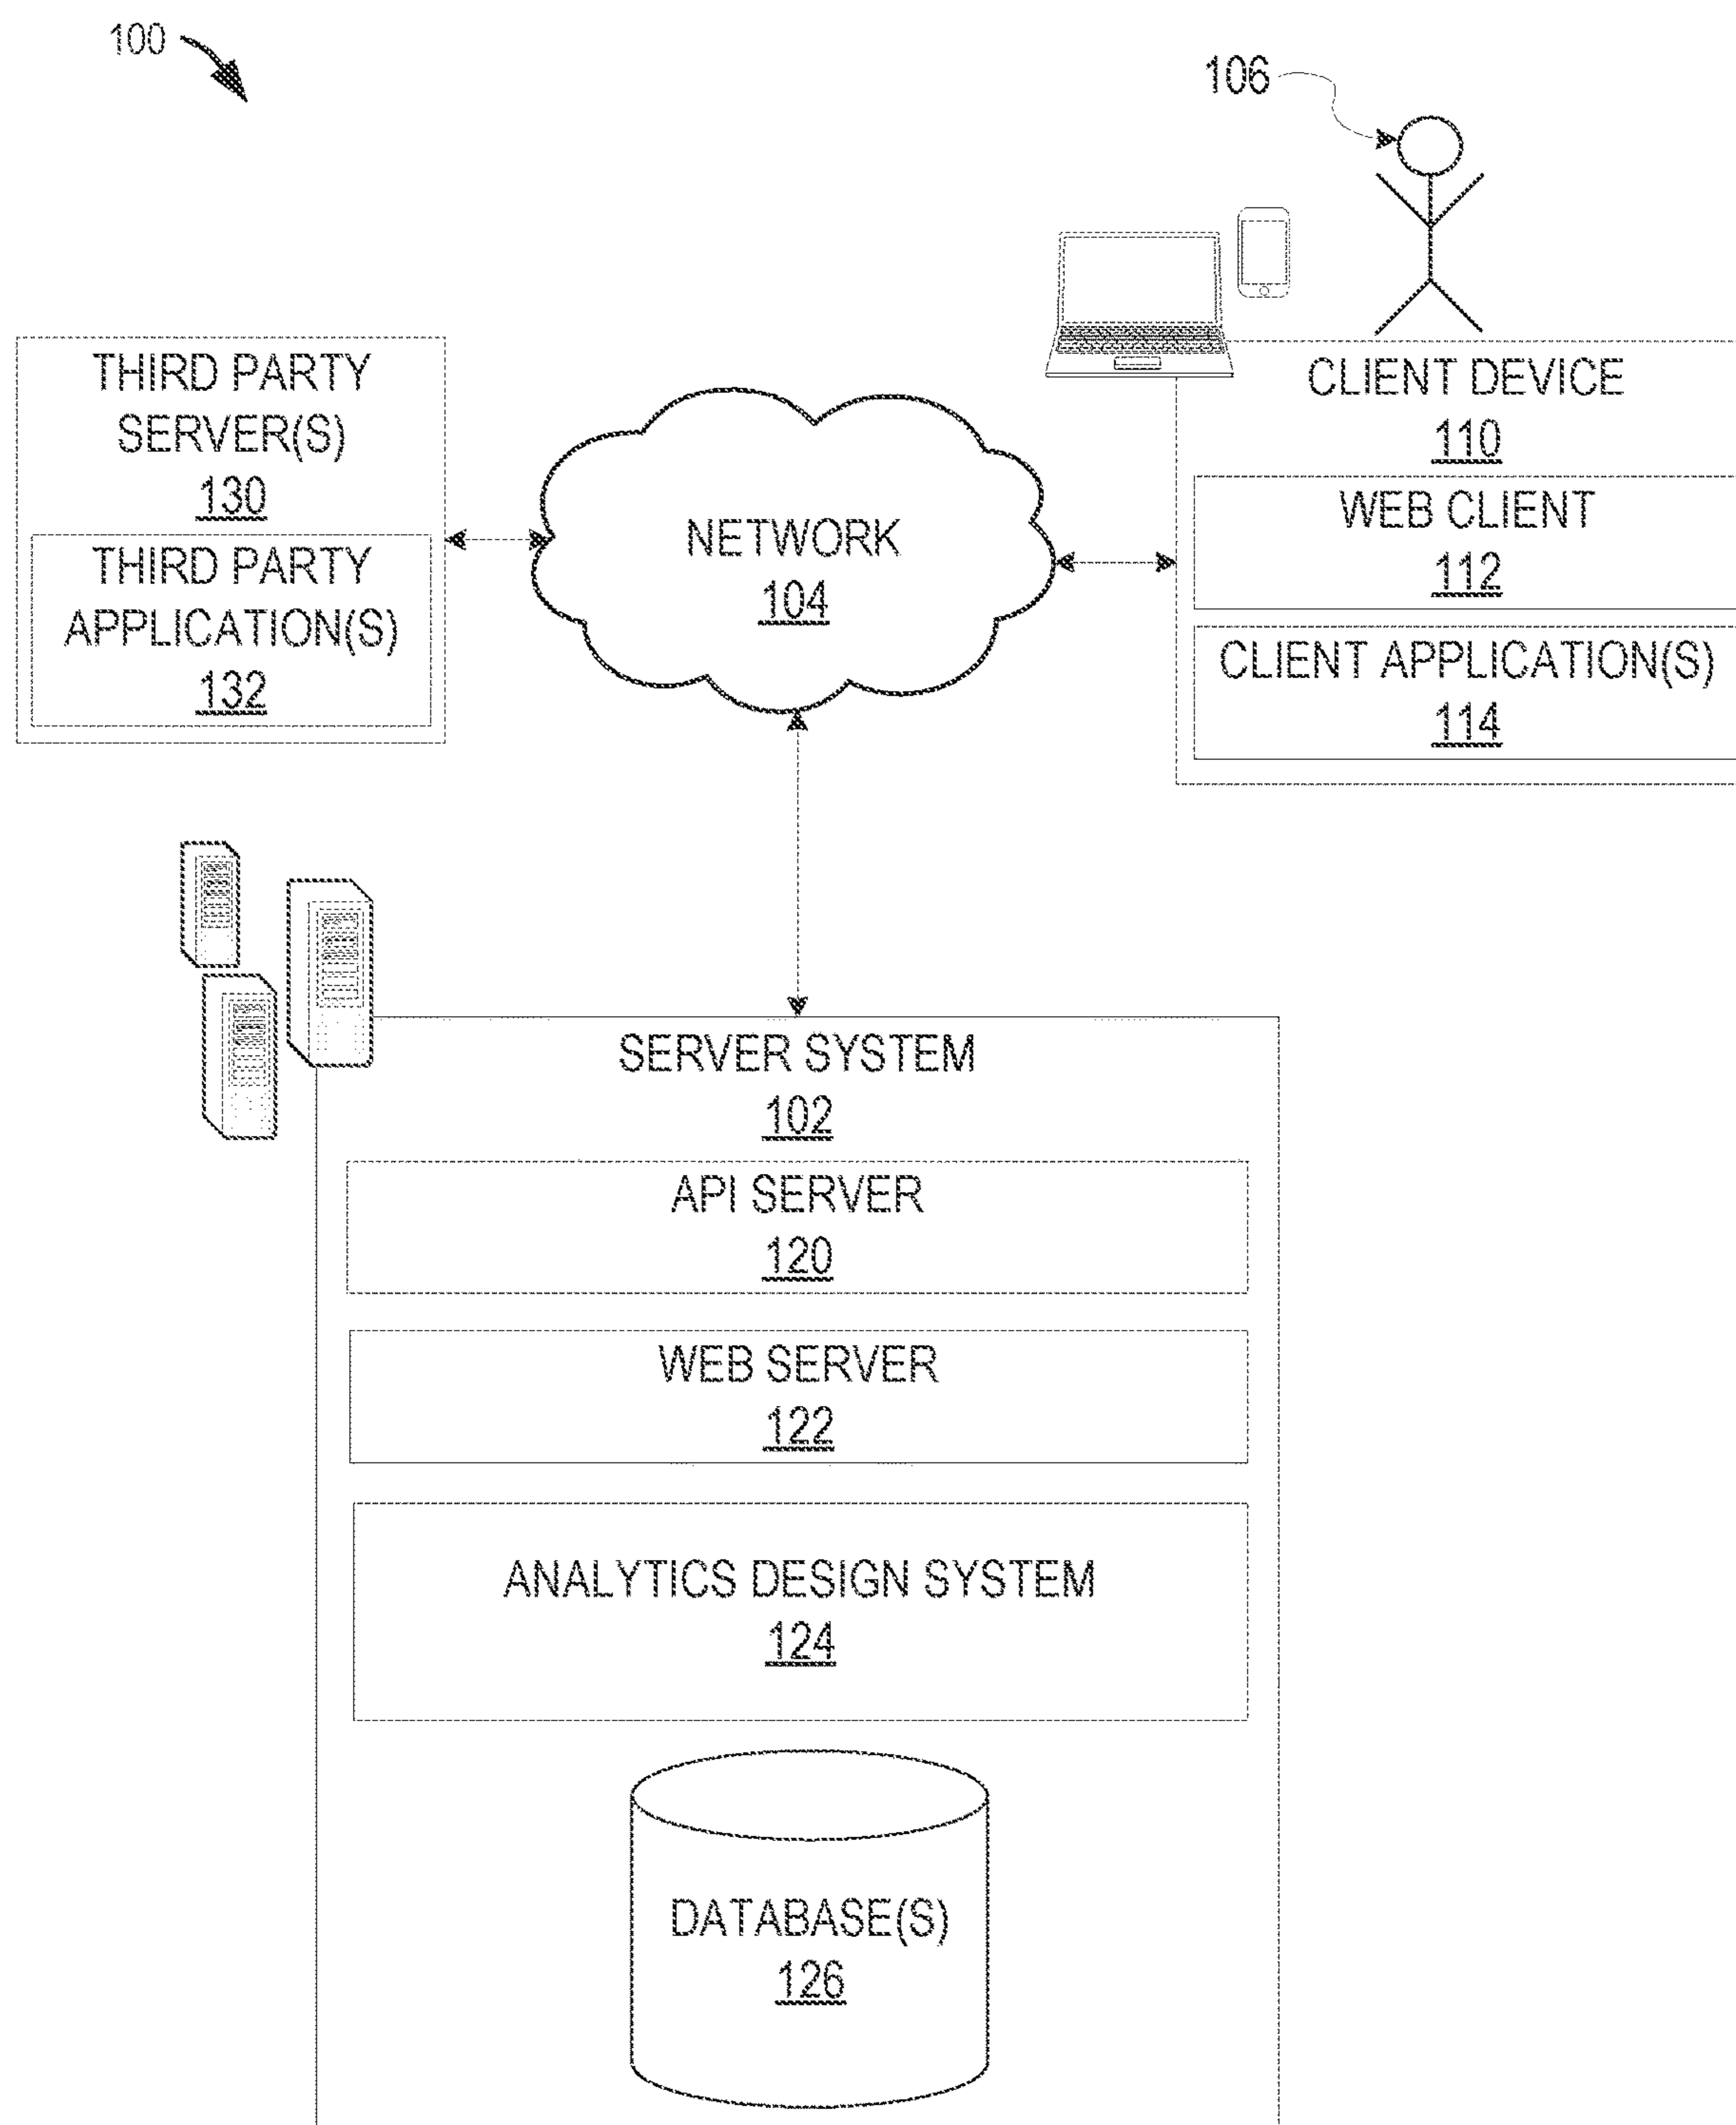 100
106
THIRD PARTY
SERVER(S)
130
THIRD PARTY
APPLICATION(S)
132
NETWORK
104
CLIENT DEVICE
110
WEB CLIENT
112
CLIENT APPLICATION(S)
114
SERVER SYSTEM
102
API SERVER
120
WEB SERVER
122
ANALYTICS DESIGN SYSTEM
124
DATABASE(S)
126